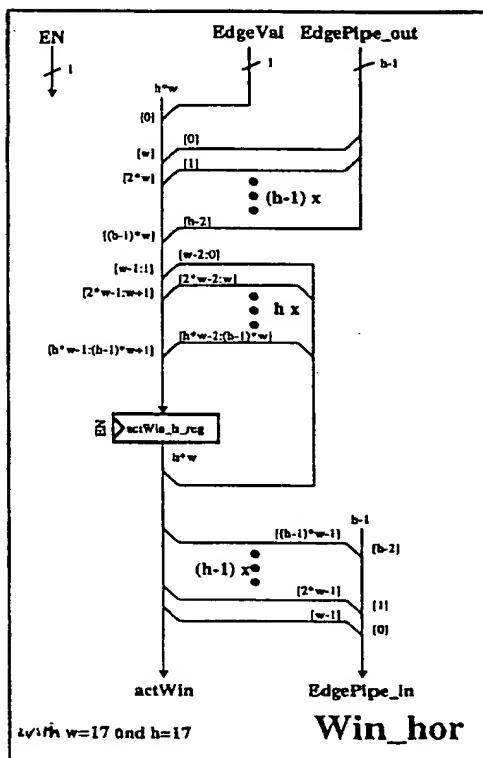 EN EdgeVal EdgePipe_out
1 1 h-1
h*w
[0]
[w] [0]
[2*w] [1]
(h-1) x
[(h-1)*w] [h-2]
[w-1:1] [w-2:0]
[2*w-1:w+1] [2*w-2:w]
h x
[h*w-1:(h-1)*w+1] [h*w-2:(h-1)*w]
EN actWin_h_reg
h*w
[(h-1)*w-1] h-1
[h-2]
(h-1) x
[2*w-1] [1]
[w-1] [0]
actWin EdgePipe_in
with w=17 and h=17 Win_hor